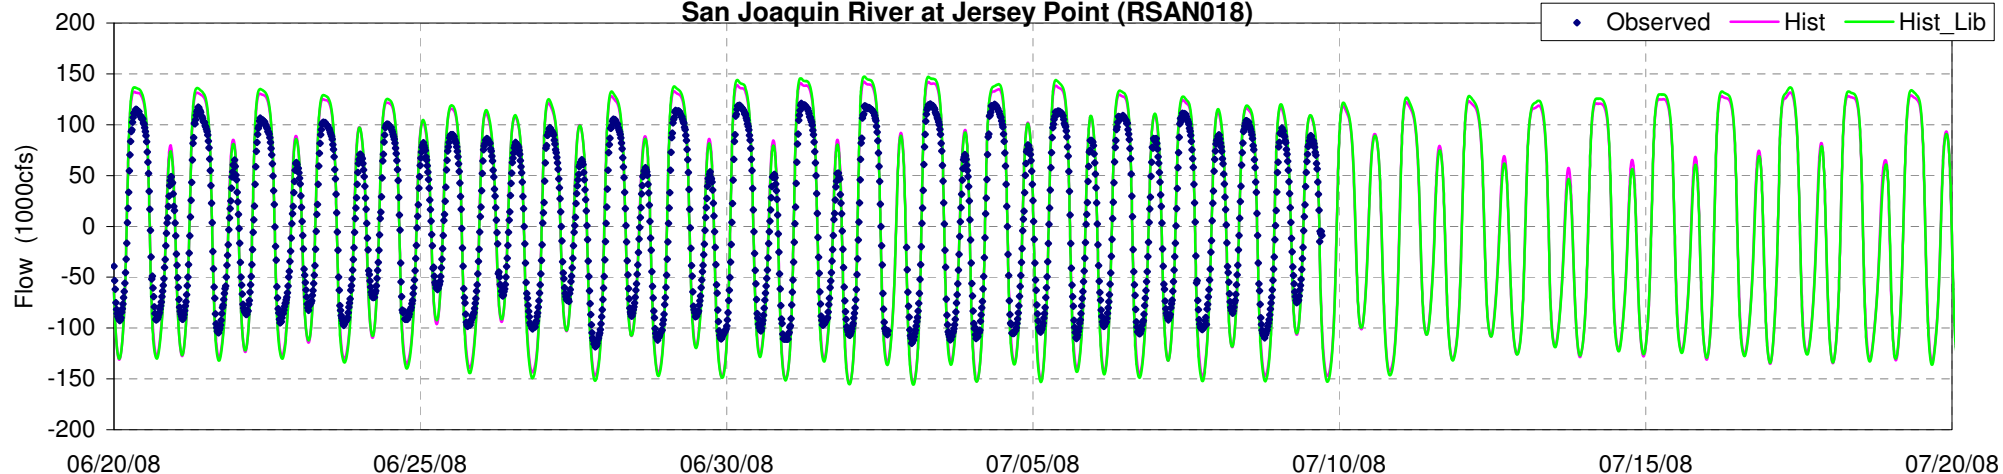 San Joaquin River at Jersey Point (RSAN018)
Observed Hist Hist_Lib
Flow (1000cfs)
200
150
100
50
0
-50
-100
-150
-200
06/20/08 06/25/08 06/30/08 07/05/08 07/10/08 07/15/08 07/20/08